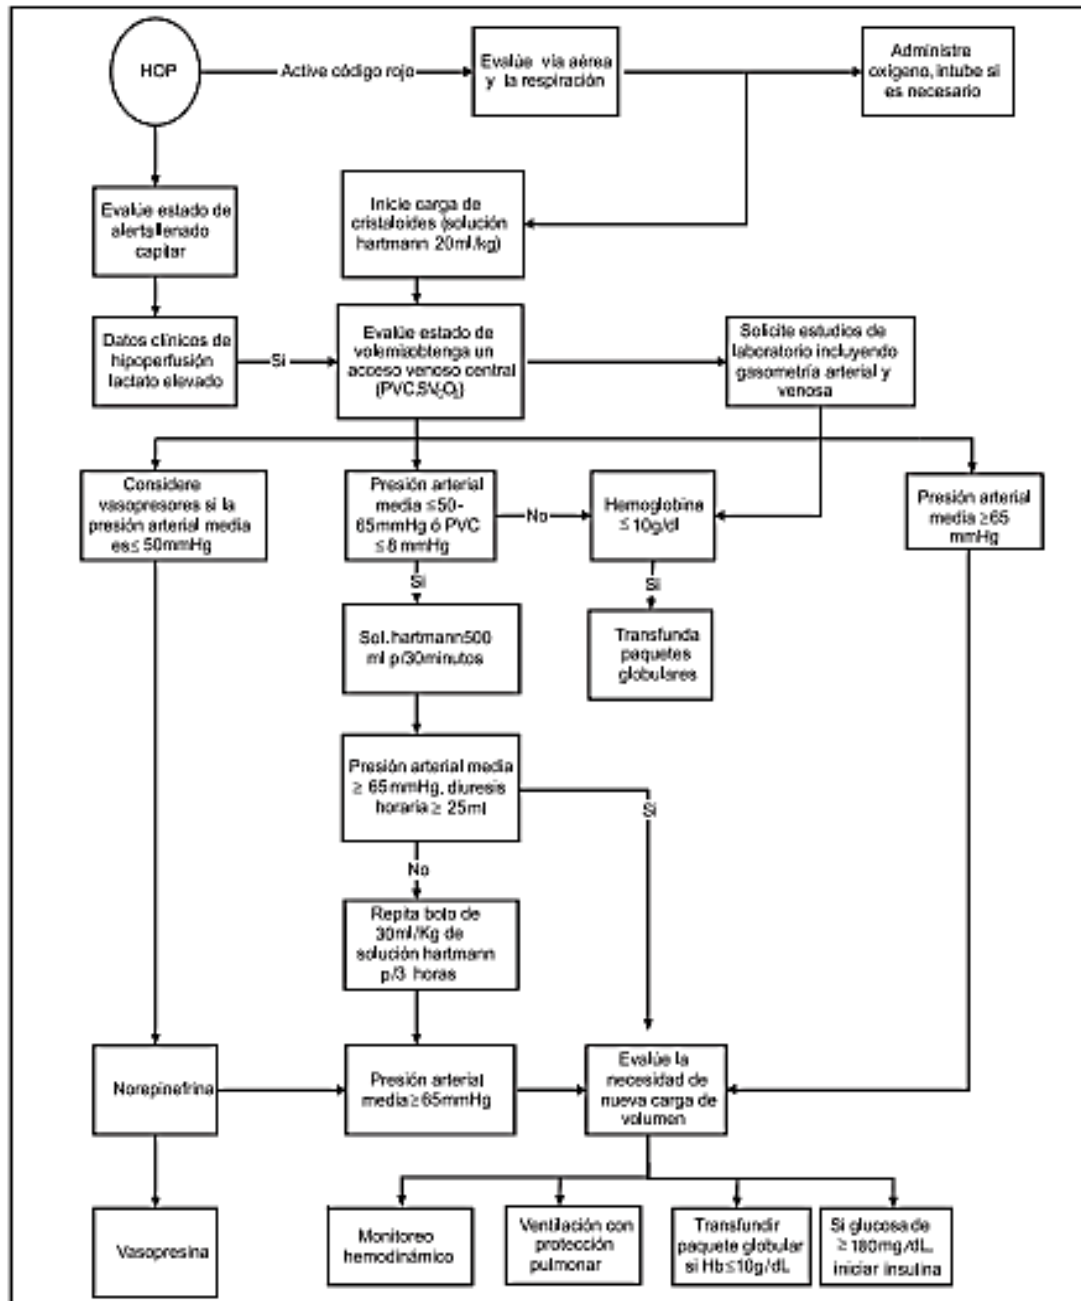 HOP
Active código rojo
Evalúe vía aérea
y la respiración
Administre
oxigeno, intube si
es necesario
Evalúe estado de
alertallenado
capilar
Inicie carga de
cristaloides (solución
hartmann 20ml/kg)
Datos clínicos de
hipoperfusión
lactato elevado
Si
Evalúe estado de
volemizobtenga un
acceso venoso central
(PVC,SV₂O₂)
Solicite estudios de
laboratorio incluyendo
gasometría arterial y
venosa
Considere
vasopresores si la
presión arterial media
es≤ 50mmHg
Presión arterial
media ≤50-
65mmHg ó PVC
≤8 mmHg
No
Hemoglobina
≤10g/dl
Presión arterial
media ≥65
mmHg
Si
Si
Sol.hartmann500
ml p/30minutos
Transfunda
paquetes
globulares
Presión arterial media
≥ 65mmHg, diuresis
horaria≥ 25ml
Si
No
Repita bolo de
30ml/Kg de
solución hartmann
p/3 horas
Norepinefrina
Presión arterial
media≥65mmHg
Evalúe la
necesidad de
nueva carga de
volumen
Vasopresina
Monitoreo
hemodinámico
Ventilación con
protección
pulmonar
Transfundir
paquete globular
si Hb≤10g/dL
Si glucosa de
≥180mg/dL,
iniciar insulina